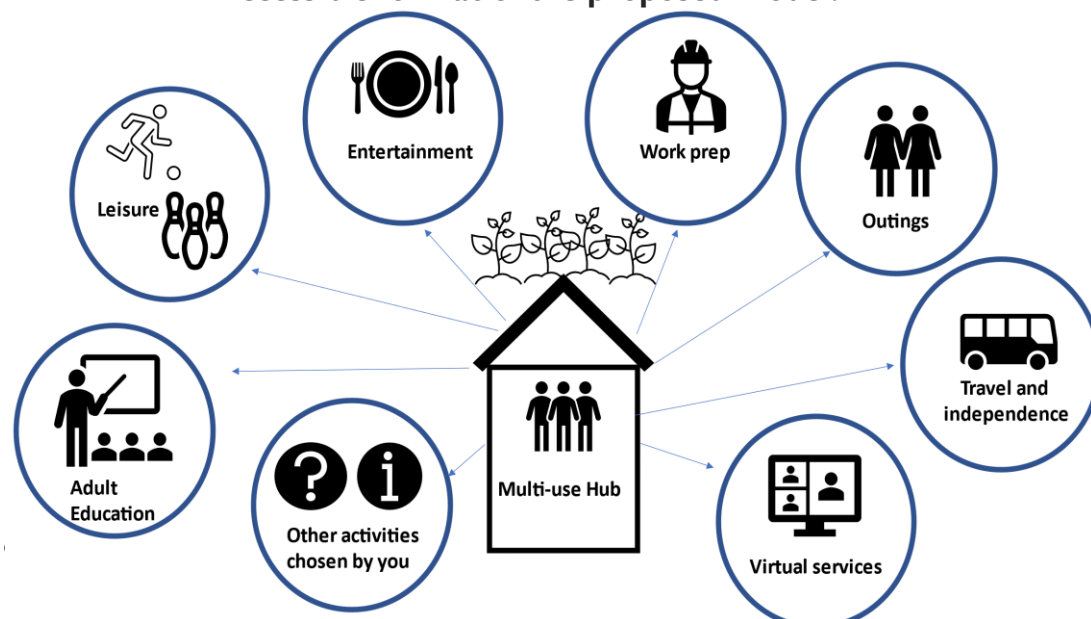 Entertainment
Work prep
Leisure
Outings
Travel and
independence
Multi-use Hub
Adult
Education
Other activities
chosen by you
Virtual services